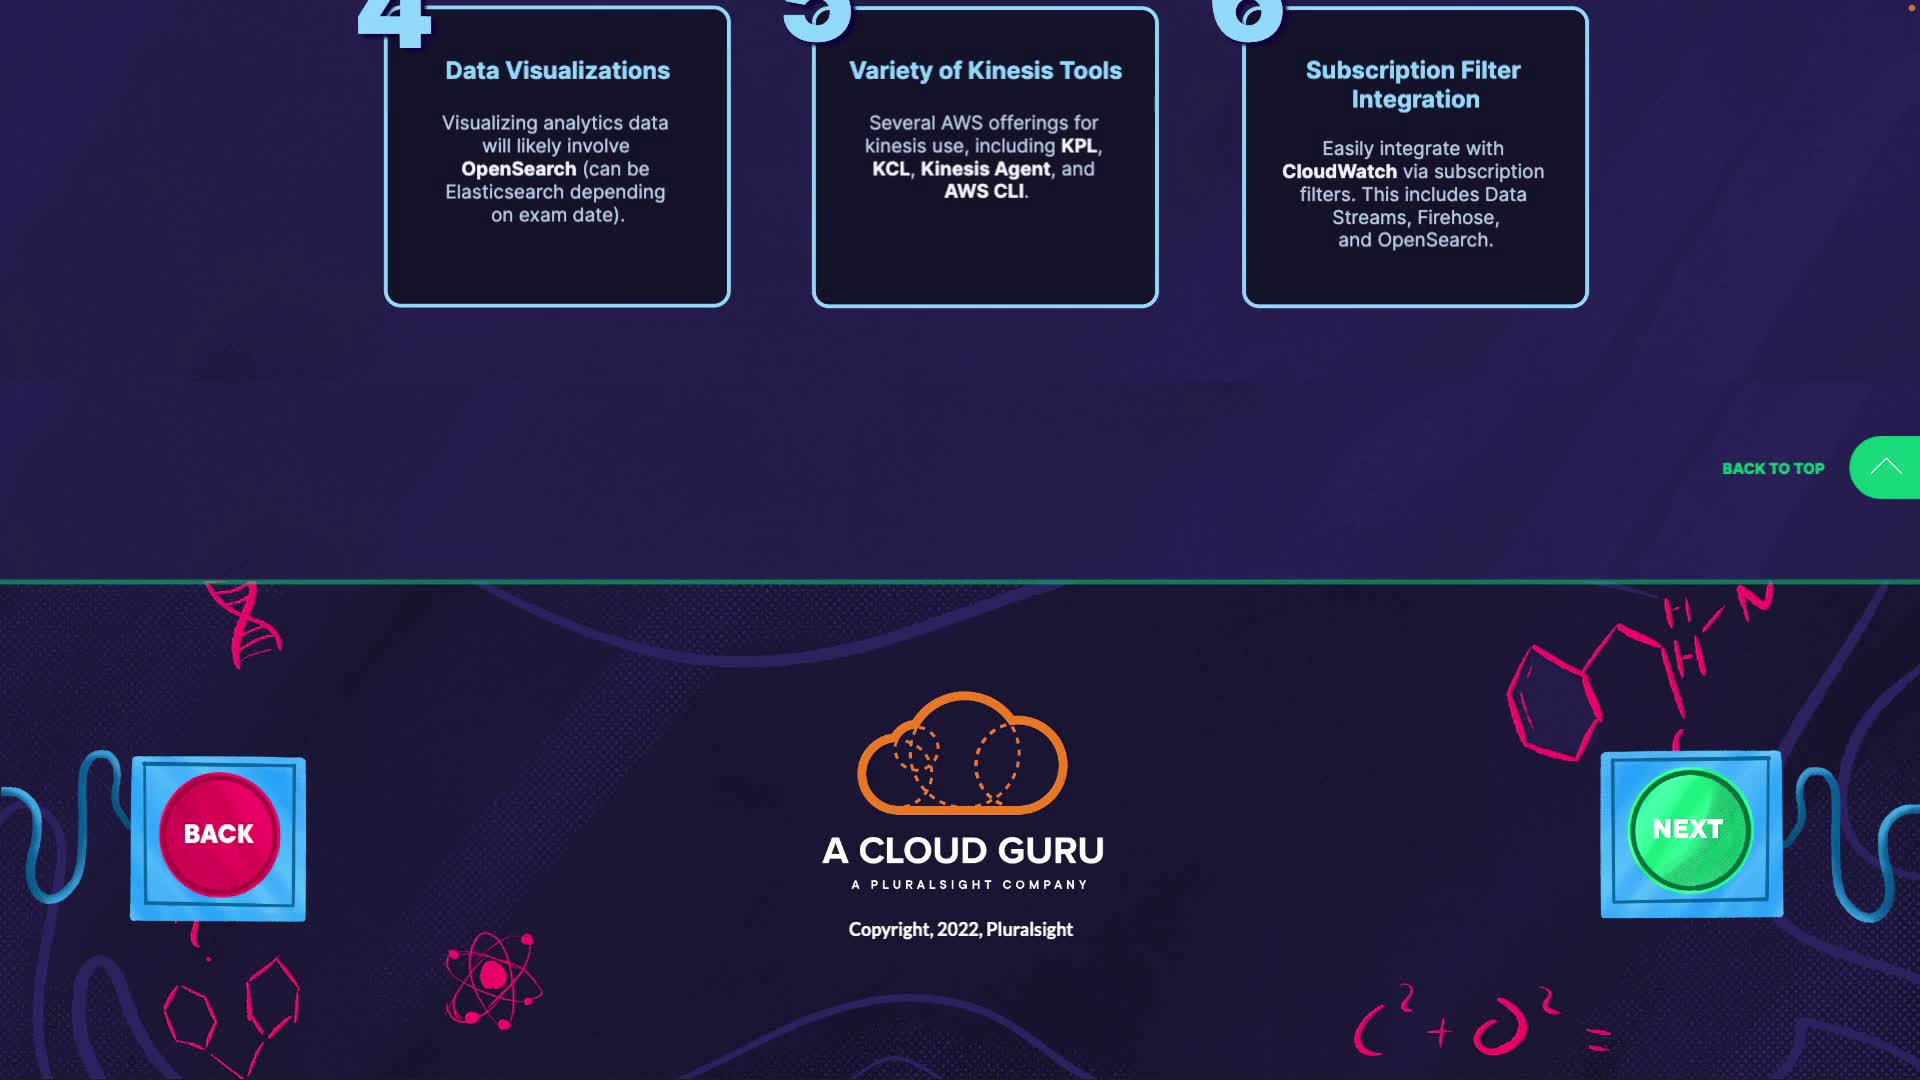 4
Data Visualizations
Visualizing analytics data
will likely involve
OpenSearch (can be
Elasticsearch depending
on exam date).
5
Variety of Kinesis Tools
Several AWS offerings for
kinesis use, including KPL,
KCL, Kinesis Agent, and
AWS CLI.
6
Subscription Filter
Integration
Easily integrate with
CloudWatch via subscription
filters. This includes Data
Streams, Firehose,
and OpenSearch.
BACK TO TOP
H N
H
BACK
NEXT
A CLOUD GURU
A PLURALSIGHT COMPANY
Copyright, 2022, Pluralsight
C² + O² =